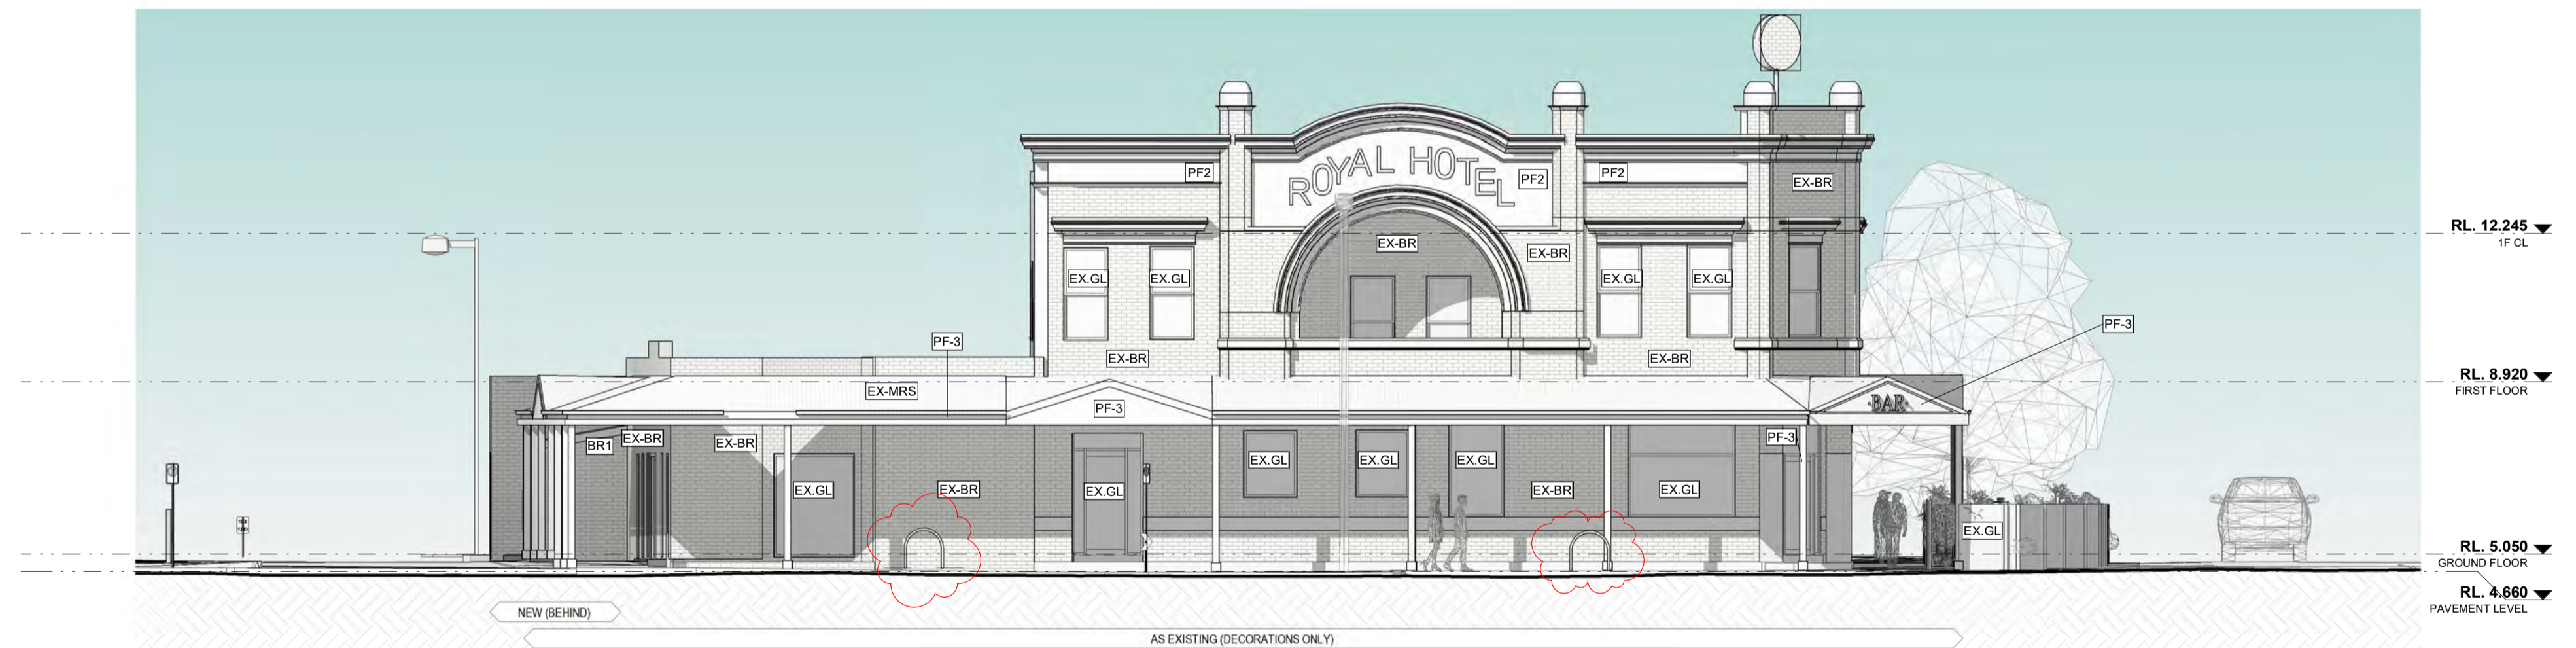 ROYAL HOTEL
PF2
PF2
PF2
EX-BR
RL. 12.245
1F CL
EX-BR
EX-BR
EX.GL
EX.GL
EX.GL
EX.GL
PF-3
PF-3
EX-BR
EX-BR
RL. 8.920
FIRST FLOOR
EX-MRS
PF-3
·BAR·
BR1
EX-BR
EX-BR
PF-3
EX.GL
EX.GL
EX.GL
EX.GL
EX-BR
EX.GL
EX-BR
EX.GL
EX.GL
RL. 5.050
GROUND FLOOR
RL. 4.660
PAVEMENT LEVEL
NEW (BEHIND)
AS EXISTING (DECORATIONS ONLY)